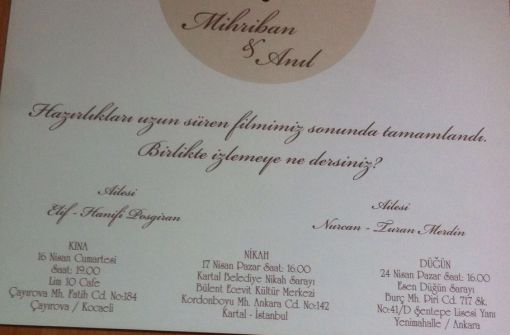 Mihriban
&
Anıl
Hazırlıkları uzun süren filmimiz sonunda tamamlandı.
Birlikte izlemeye ne dersiniz?
Ailesi
Elif - Hanifi Posgiran
Ailesi
Nurcan - Turan Merdin
KINA
16 Nisan Cumartesi
Saat: 19.00
Lim 10 Cafe
Çayırova Mh. Fatih Cd. No:184
Çayırova / Kocaeli
NİKAH
17 Nisan Pazar Saat: 16.00
Kartal Belediye Nikah Sarayı
Bülent Ecevit Kültür Merkezi
Kordonboyu Mh. Ankara Cd. No:142
Kartal - İstanbul
DÜĞÜN
24 Nisan Pazar Saat: 16.00
Esen Düğün Sarayı
Burç Mh. Piri Cd. 717 Sk.
No:41/D Şentepe Lisesi Yanı
Yenimahalle / Ankara